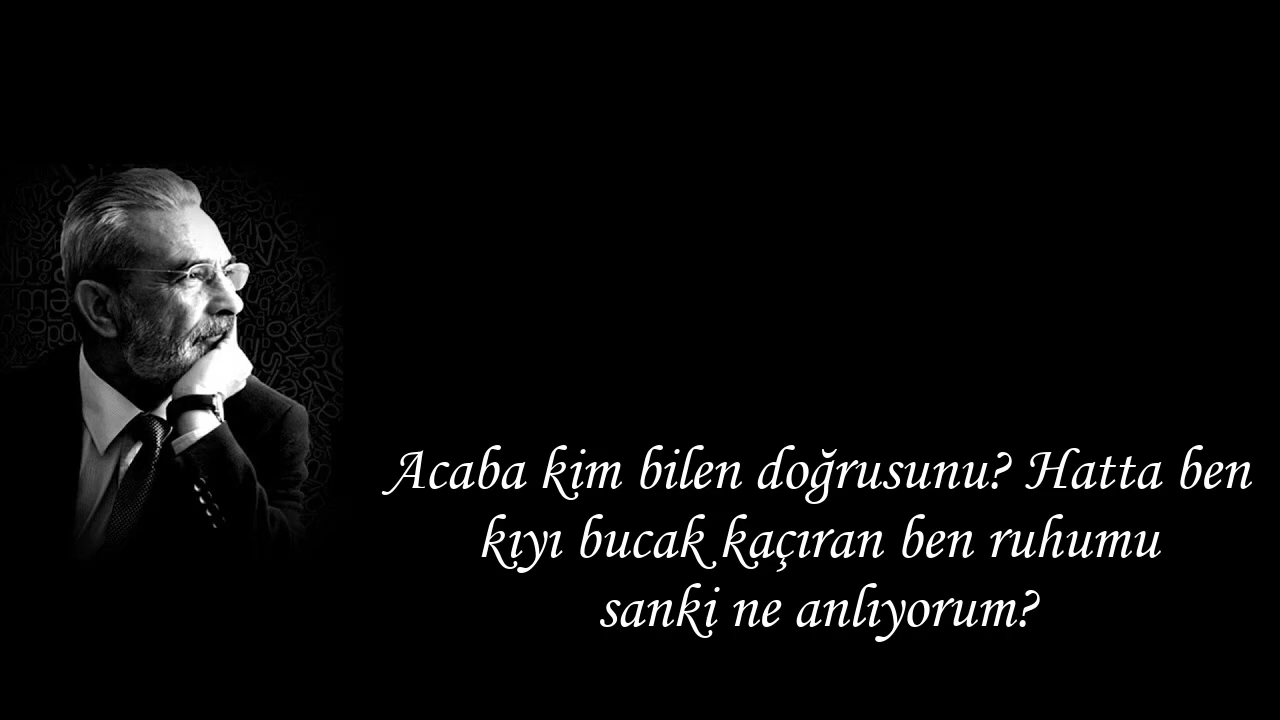 Acaba kim bilen doğrusunu? Hatta ben
kıyı bucak kaçıran ben ruhumu
sanki ne anlıyorum?